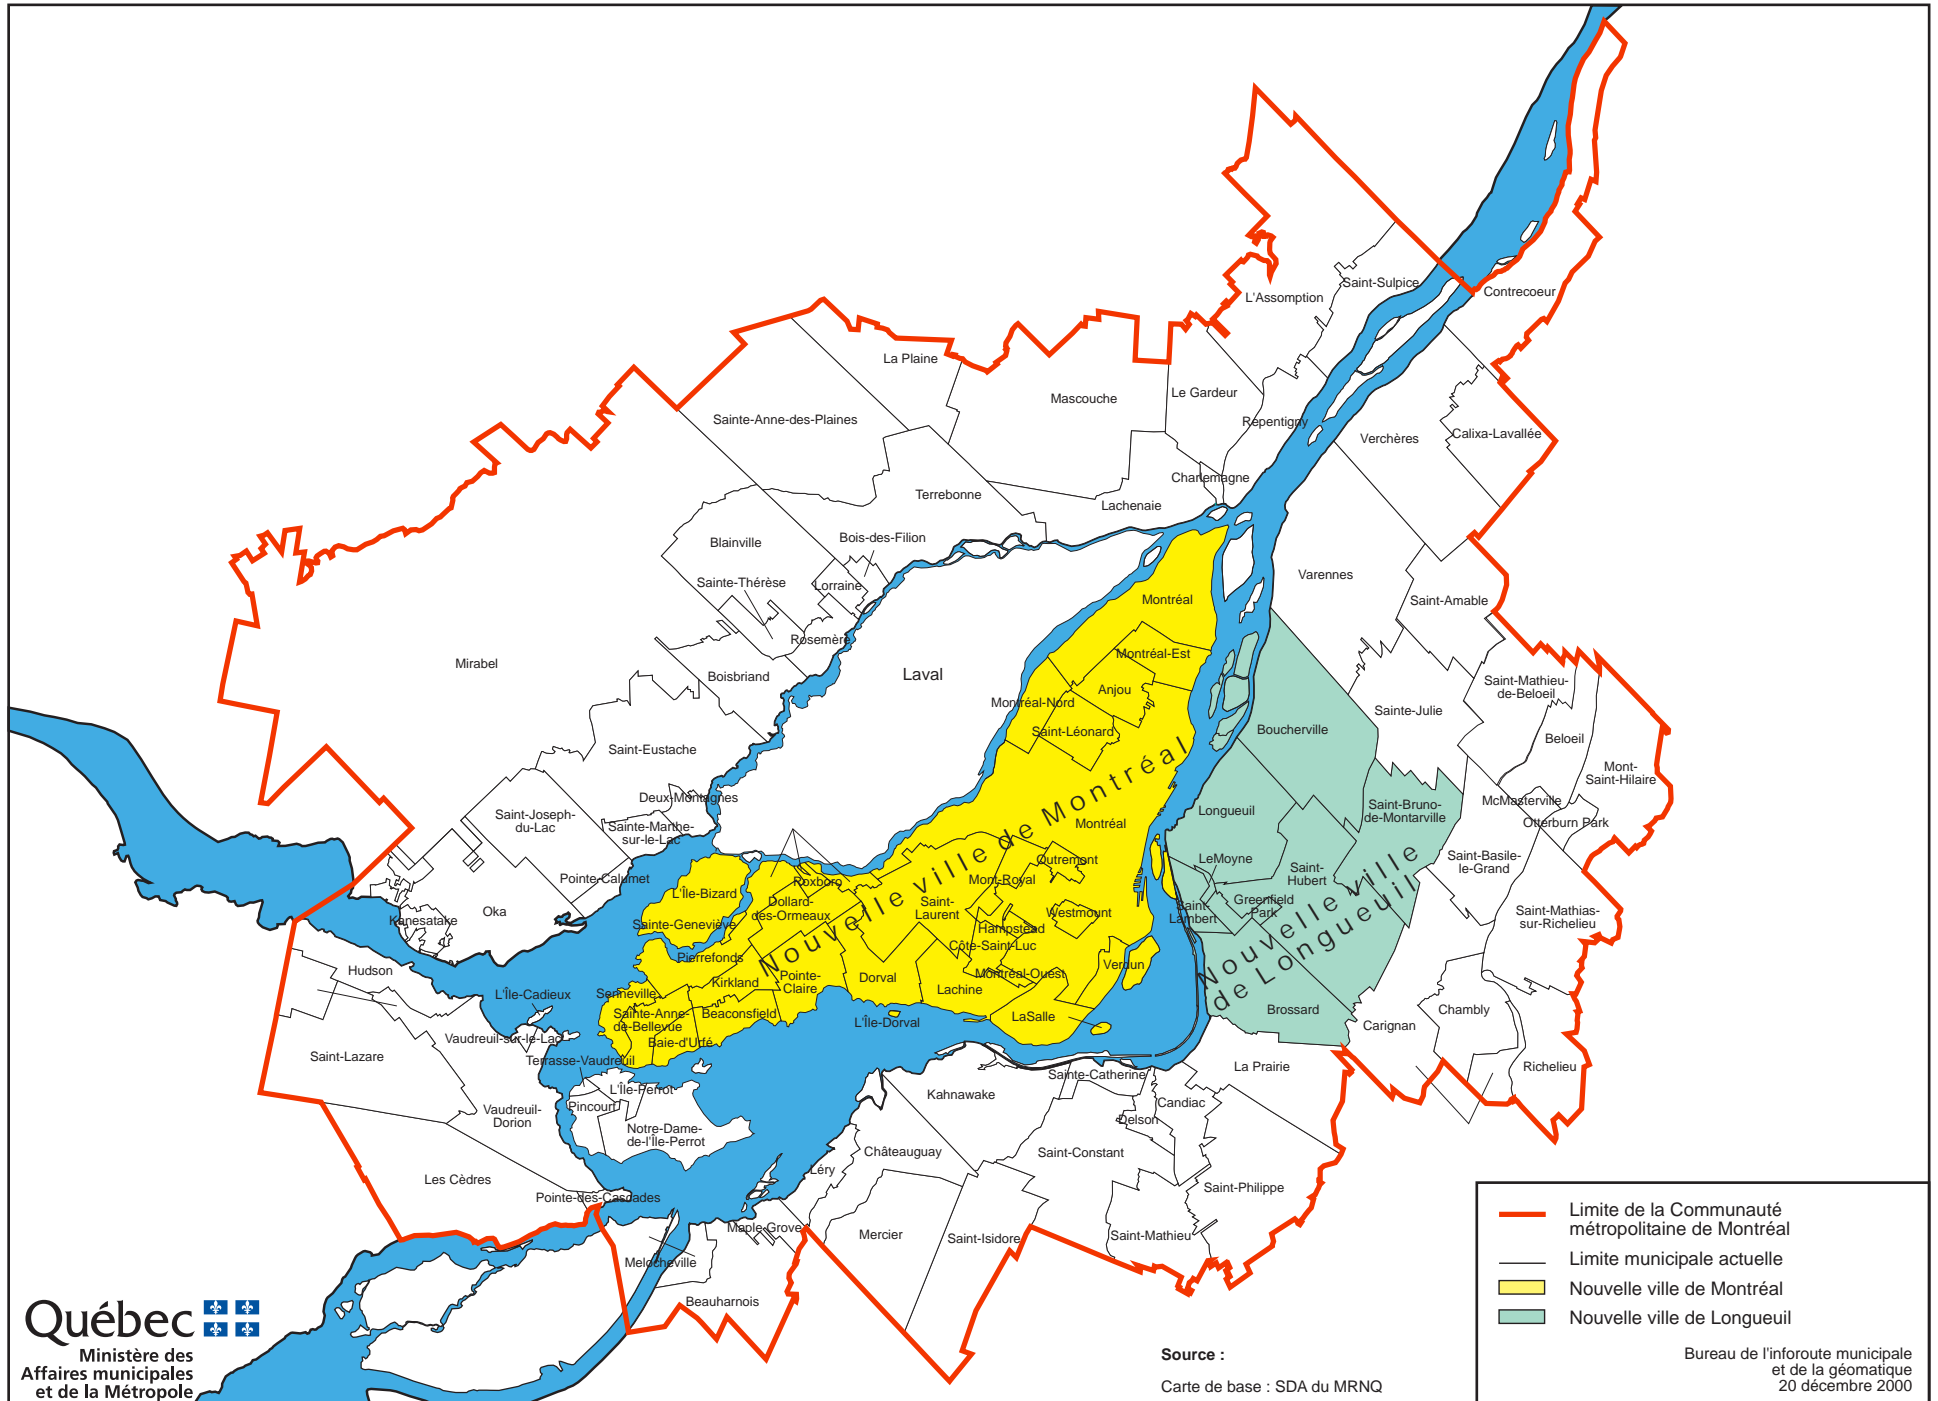 L'Assomption
Saint-Sulpice
Contrecoeur
La Plaine
Mascouche
Le Gardeur
Repentigny
Sainte-Anne-des-Plaines
Verchères
Calixa-Lavallée
Charlemagne
Terrebonne
Lachenaie
Blainville
Bois-des-Filion
Sainte-Thérèse
Lorraine
Varennes
Saint-Amable
Montréal
Rosemère
Mirabel
Montréal-Est
Boisbriand
Laval
Anjou
Montréal-Nord
Saint-Léonard
Saint-Mathieu-
de-Beloeil
Sainte-Julie
Boucherville
Beloeil
Mont-
Saint-Hilaire
Saint-Eustache
Deux-Montagnes
Saint-Joseph-
du-Lac
Sainte-Marthe-
sur-le-Lac
Nouvelle ville de Montréal
Montréal
Longueuil
Saint-Bruno-
de-Montarville
McMasterville
Otterburn Park
Pointe-Calumet
LeMoyne
Saint-
Hubert
Saint-Basile-
le-Grand
Outremont
Mont-Royal
Roxboro
L'Île-Bizard
Dollard-
des-Ormeaux
Saint-
Laurent
Westmount
Hampstead
Saint-
Lambert
Greenfield
Park
Nouvelle ville
de Longueuil
Saint-Mathias-
sur-Richelieu
Kanesatake
Oka
Sainte-Geneviève
Côte-Saint-Luc
Pierrefonds
Montréal-Ouest
Verdun
Hudson
Kirkland
Pointe-
Claire
Dorval
Lachine
L'Île-Cadieux
Senneville
Sainte-Anne-
de-Bellevue
Beaconsfield
L'Île-Dorval
LaSalle
Brossard
Carignan
Chambly
Baie-d'Urfé
Vaudreuil-sur-le-Lac
Saint-Lazare
Terrasse-Vaudreuil
La Prairie
Richelieu
L'Île-Perrot
Pincourt
Sainte-Catherine
Kahnawake
Candiac
Delson
Vaudreuil-
Dorion
Notre-Dame-
de-l'Île-Perrot
Châteauguay
Saint-Constant
Léry
Les Cèdres
Pointe-des-Cascades
Saint-Philippe
Maple-Grove
Mercier
Saint-Isidore
Saint-Mathieu
Melocheville
Beauharnois
Limite de la Communauté
métropolitaine de Montréal
Limite municipale actuelle
Nouvelle ville de Montréal
Nouvelle ville de Longueuil
Québec
Ministère des
Affaires municipales
et de la Métropole
Source :
Carte de base : SDA du MRNQ
Bureau de l'inforoute municipale
et de la géomatique
20 décembre 2000